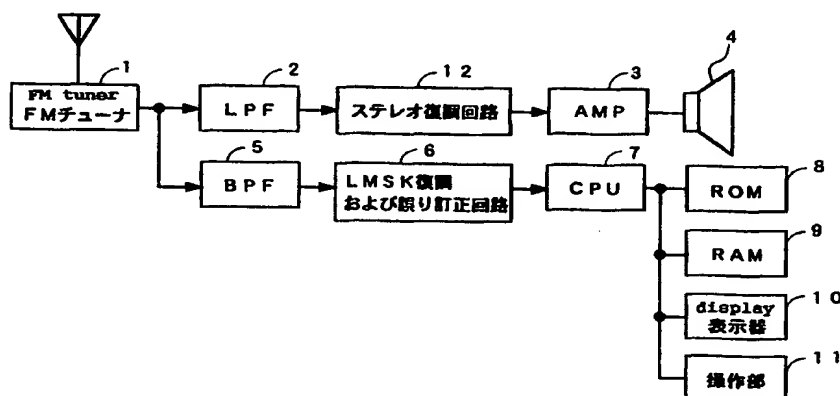 4
1
2
12
3
FM tuner
FMチューナ
LPF
ステレオ復調回路
AMP
5
6
7
8
BPF
LMSK復調
および誤り訂正回路
CPU
ROM
9
RAM
10
display
表示器
11
操作部